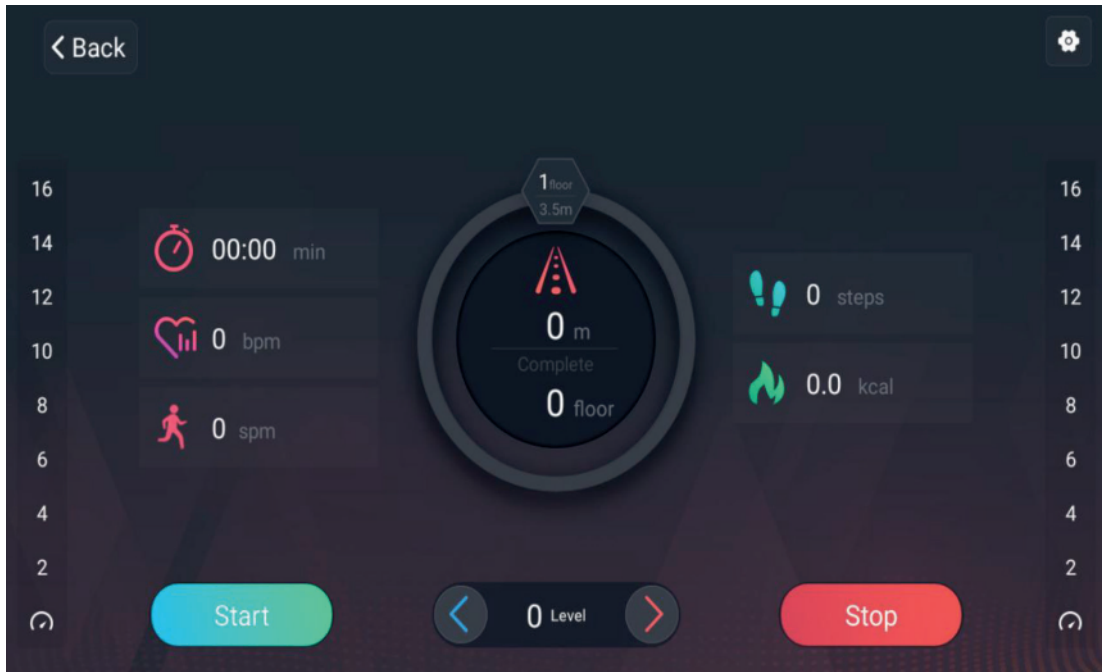 Back
16
14
12
10
8
6
4
2
00:00 min
0 bpm
0 spm
1 floor
3.5m
0 m
Complete
0 floor
0 steps
0.0 kcal
16
14
12
10
8
6
4
2
Start
0 Level
Stop